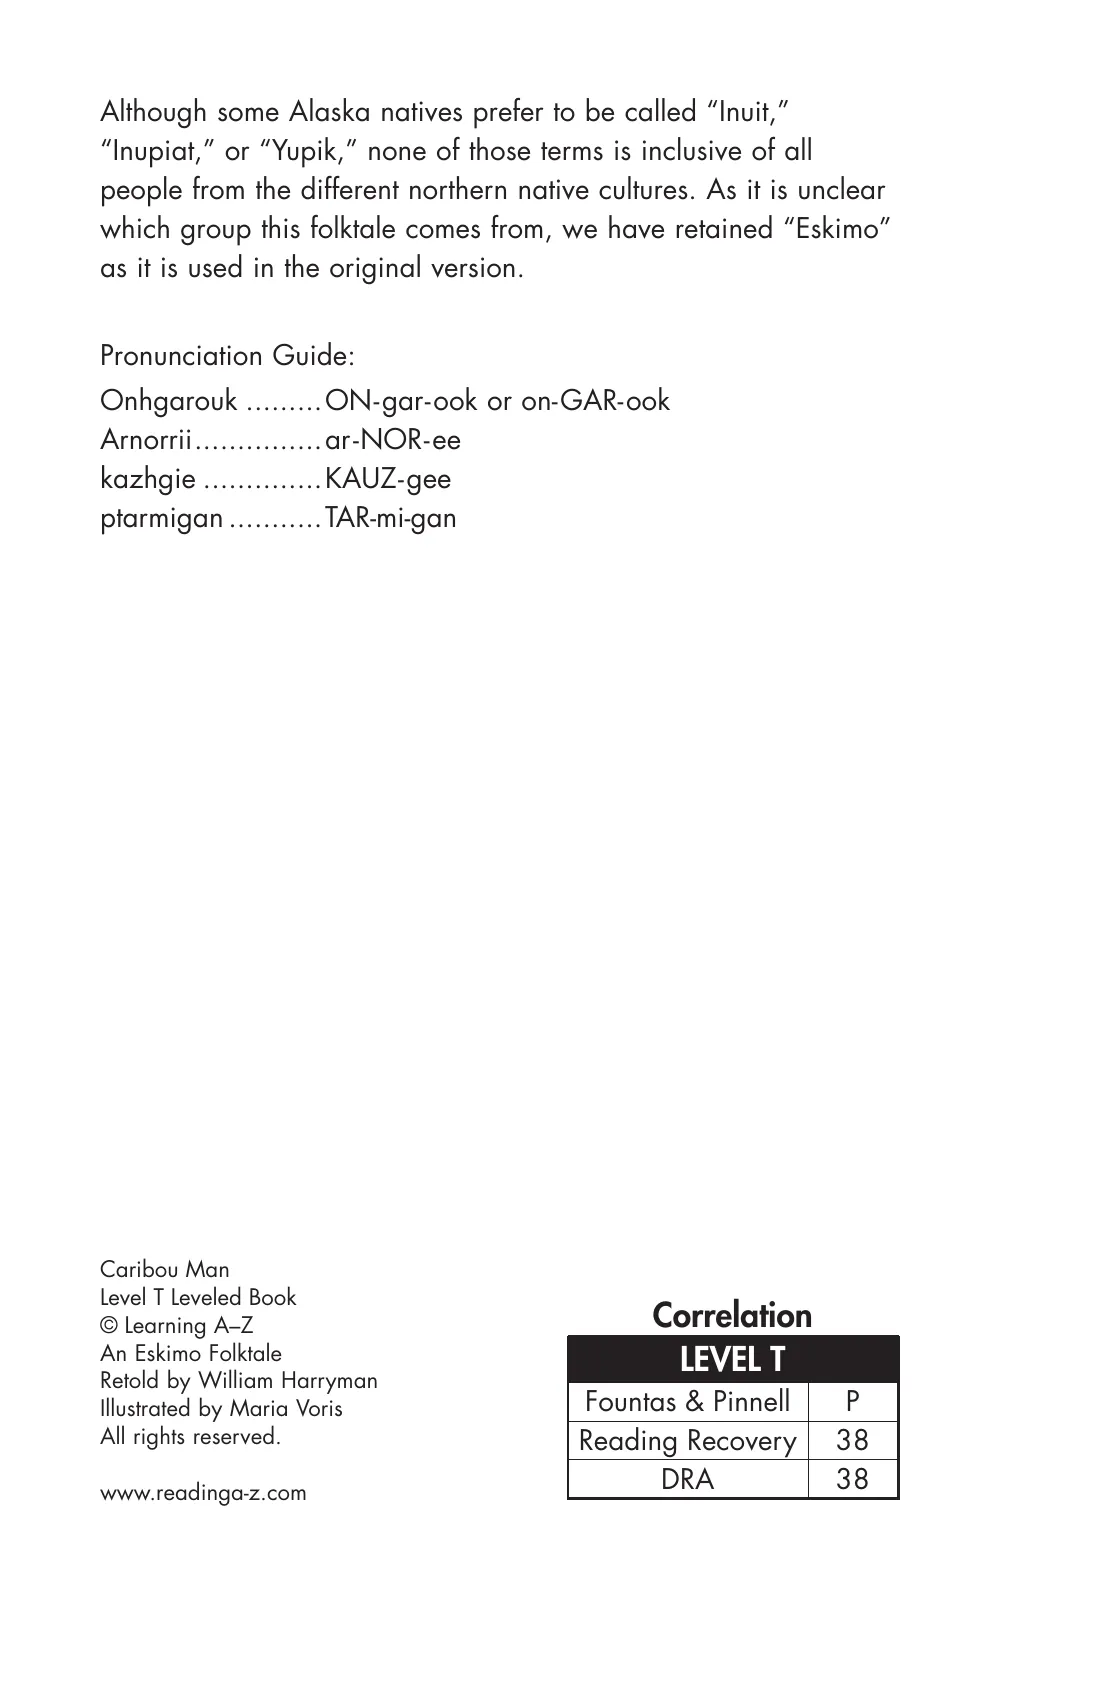 Although some Alaska natives prefer to be called “Inuit,”
“Inupiat,” or “Yupik,” none of those terms is inclusive of all
people from the different northern native cultures. As it is unclear
which group this folktale comes from, we have retained “Eskimo”
as it is used in the original version.
Pronunciation Guide:
Onhgarouk .........ON-gar-ook or on-GAR-ook
Arnorrii...............ar-NOR-ee
kazhgie ..............KAUZ-gee
ptarmigan ...........TAR-mi-gan
Caribou Man
Level T Leveled Book
© Learning A–Z
An Eskimo Folktale
Retold by William Harryman
Illustrated by Maria Voris
All rights reserved.
www.readinga-z.com
Correlation
LEVEL T
Fountas & Pinnell P
Reading Recovery 38
DRA 38